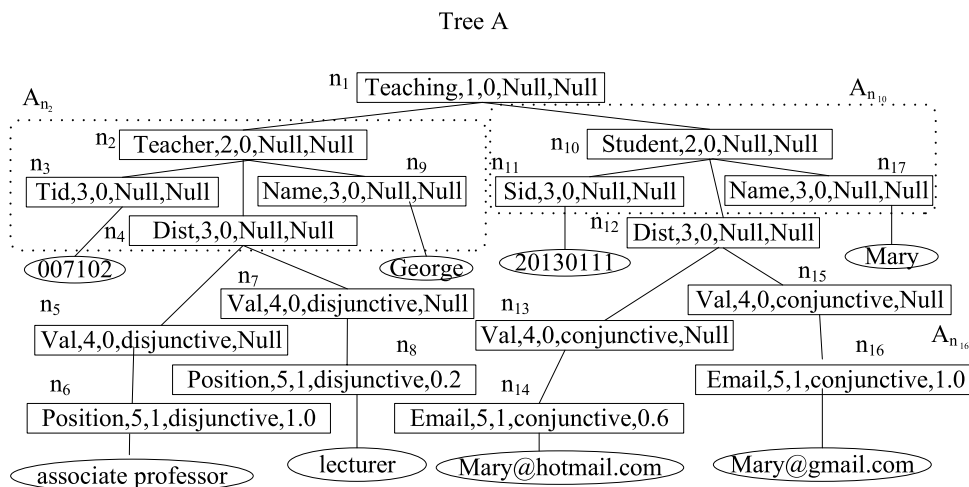 Tree A
n1 Teaching,1,0,Null,Null
An2
An10
n2 Teacher,2,0,Null,Null
n10 Student,2,0,Null,Null
n3 Tid,3,0,Null,Null
n9 Name,3,0,Null,Null
n11 Sid,3,0,Null,Null
n17 Name,3,0,Null,Null
n4 Dist,3,0,Null,Null
n12 Dist,3,0,Null,Null
007102
George
20130111
Mary
n7 Val,4,0,disjunctive,Null
n15 Val,4,0,conjunctive,Null
n5 Val,4,0,disjunctive,Null
n13 Val,4,0,conjunctive,Null
An16
n8 Position,5,1,disjunctive,0.2
n16 Email,5,1,conjunctive,1.0
n6 Position,5,1,disjunctive,1.0
n14 Email,5,1,conjunctive,0.6
associate professor
lecturer
Mary@hotmail.com
Mary@gmail.com